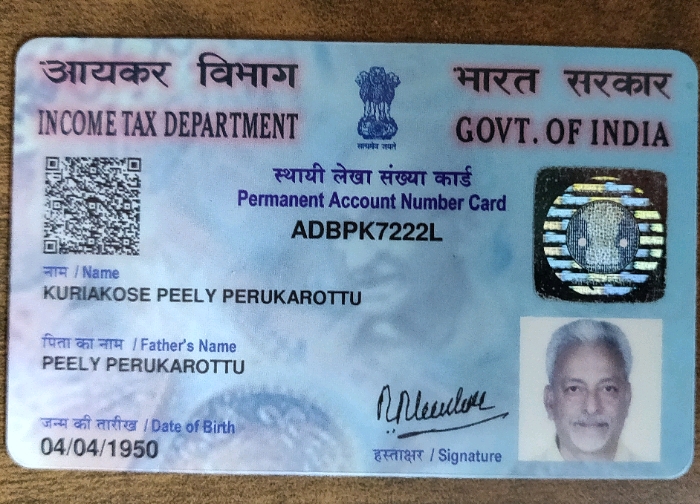 आयकर विभाग
INCOME TAX DEPARTMENT
भारत सरकार
GOVT. OF INDIA
सत्यमेव जयते
स्थायी लेखा संख्या कार्ड
Permanent Account Number Card
ADBPK7222L
नाम / Name
KURIAKOSE PEELY PERUKAROTTU
पिता का नाम / Father's Name
PEELY PERUKAROTTU
जन्म की तारीख / Date of Birth
04/04/1950
हस्ताक्षर / Signature